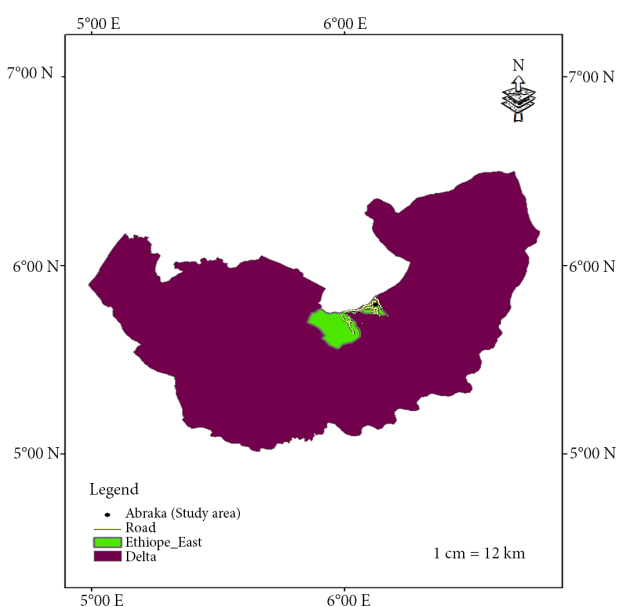 5°00 E 6°00 E
7°00 N 7°00 N
N
6°00 N 6°00 N
5°00 N 5°00 N
Legend
Abraka (Study area)
Road
Ethiope_East
Delta
1 cm = 12 km
5°00 E 6°00 E